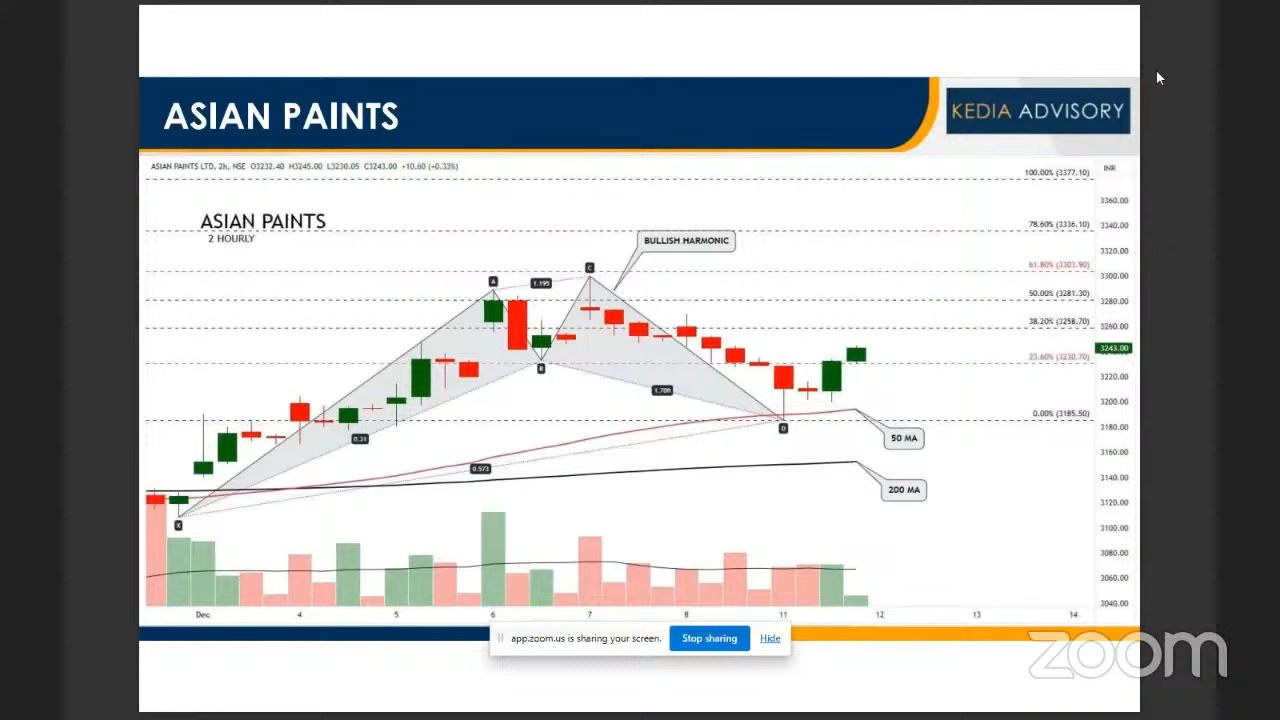 ASIAN PAINTS
KEDIA ADVISORY
ASIAN PAINTS LTD, 2h, NSE O3232.40 H3245.00 L3230.05 C3243.00 +10.60 (+0.33%)
INR
100.00% (3377.10)
3360.00
ASIAN PAINTS
2 HOURLY
78.60% (3336.10)
3340.00
BULLISH HARMONIC
3320.00
61.80% (3303.90)
C
3300.00
A
1.195
50.00% (3281.30)
3280.00
38.20% (3258.70)
3260.00
3243.00
23.60% (3230.70)
B
3220.00
1.706
3200.00
0.00% (3185.50)
D
3180.00
0.31
50 MA
3160.00
0.573
3140.00
200 MA
3120.00
X
3100.00
3080.00
3060.00
3040.00
Dec 4 5 6 7 8 11 12 13 14
app.zoom.us is sharing your screen. Stop sharing Hide
zoom